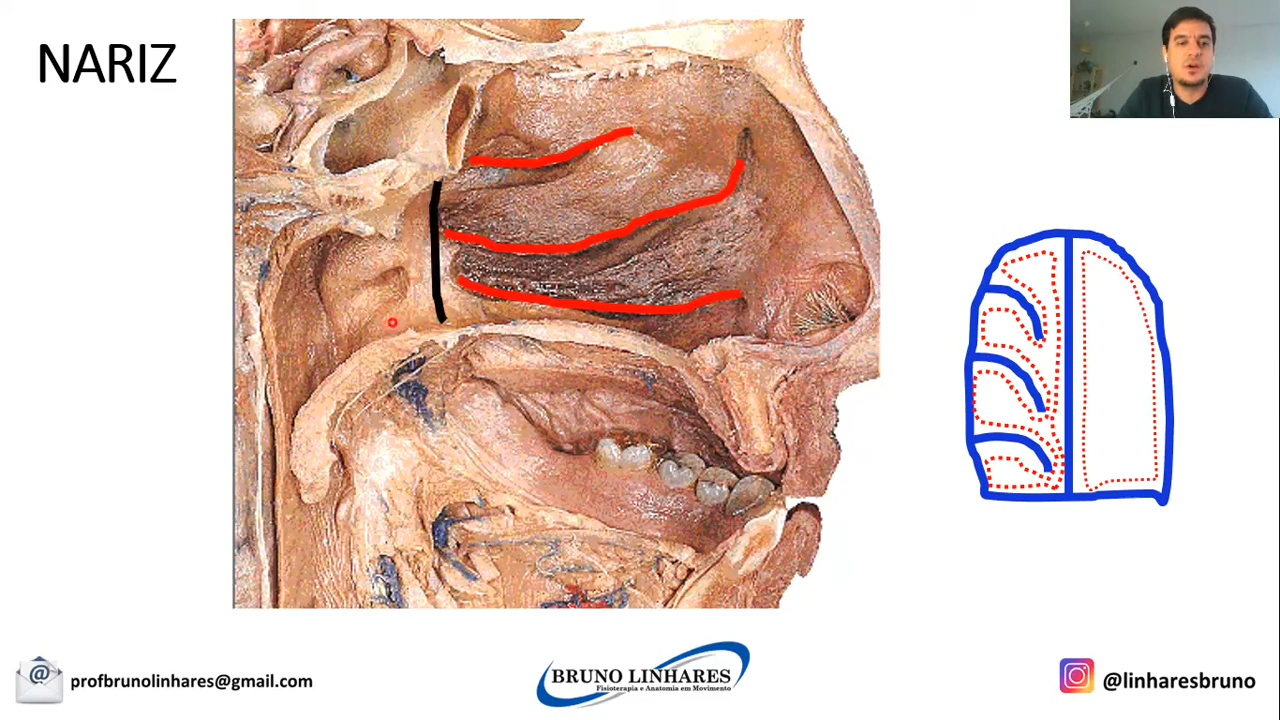 NARIZ
@
profbrunolinhares@gmail.com
BRUNO LINHARES
Fisioterapia e Anatomia em Movimento
@linharesbruno